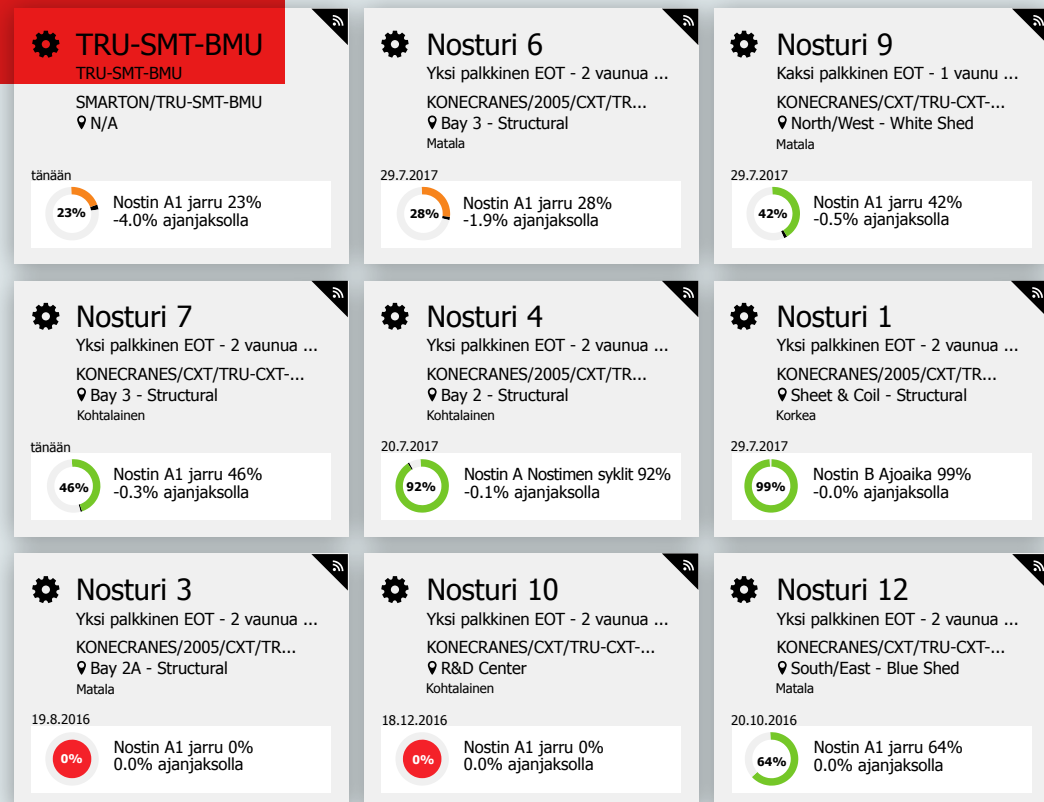 TRU-SMT-BMU
TRU-SMT-BMU
SMARTON/TRU-SMT-BMU
N/A
tänään
23%
Nostin A1 jarru 23%
-4.0% ajanjaksolla
Nosturi 6
Yksi palkkinen EOT - 2 vaunua ...
KONECRANES/2005/CXT/TR...
Bay 3 - Structural
Matala
29.7.2017
28%
Nostin A1 jarru 28%
-1.9% ajanjaksolla
Nosturi 9
Kaksi palkkinen EOT - 1 vaunu ...
KONECRANES/CXT/TRU-CXT-...
North/West - White Shed
Matala
29.7.2017
42%
Nostin A1 jarru 42%
-0.5% ajanjaksolla
Nosturi 7
Yksi palkkinen EOT - 2 vaunua ...
KONECRANES/CXT/TRU-CXT-...
Bay 3 - Structural
Kohtalainen
tänään
46%
Nostin A1 jarru 46%
-0.3% ajanjaksolla
Nosturi 4
Yksi palkkinen EOT - 2 vaunua ...
KONECRANES/2005/CXT/TR...
Bay 2 - Structural
Kohtalainen
20.7.2017
92%
Nostin A Nostimen syklit 92%
-0.1% ajanjaksolla
Nosturi 1
Yksi palkkinen EOT - 2 vaunua ...
KONECRANES/2005/CXT/TR...
Sheet & Coil - Structural
Korkea
29.7.2017
99%
Nostin B Ajoaika 99%
-0.0% ajanjaksolla
Nosturi 3
Yksi palkkinen EOT - 2 vaunua ...
KONECRANES/2005/CXT/TR...
Bay 2A - Structural
Matala
19.8.2016
0%
Nostin A1 jarru 0%
0.0% ajanjaksolla
Nosturi 10
Yksi palkkinen EOT - 2 vaunua ...
KONECRANES/CXT/TRU-CXT-...
R&D Center
Kohtalainen
18.12.2016
0%
Nostin A1 jarru 0%
0.0% ajanjaksolla
Nosturi 12
Yksi palkkinen EOT - 2 vaunua ...
KONECRANES/CXT/TRU-CXT-...
South/East - Blue Shed
Matala
20.10.2016
64%
Nostin A1 jarru 64%
0.0% ajanjaksolla